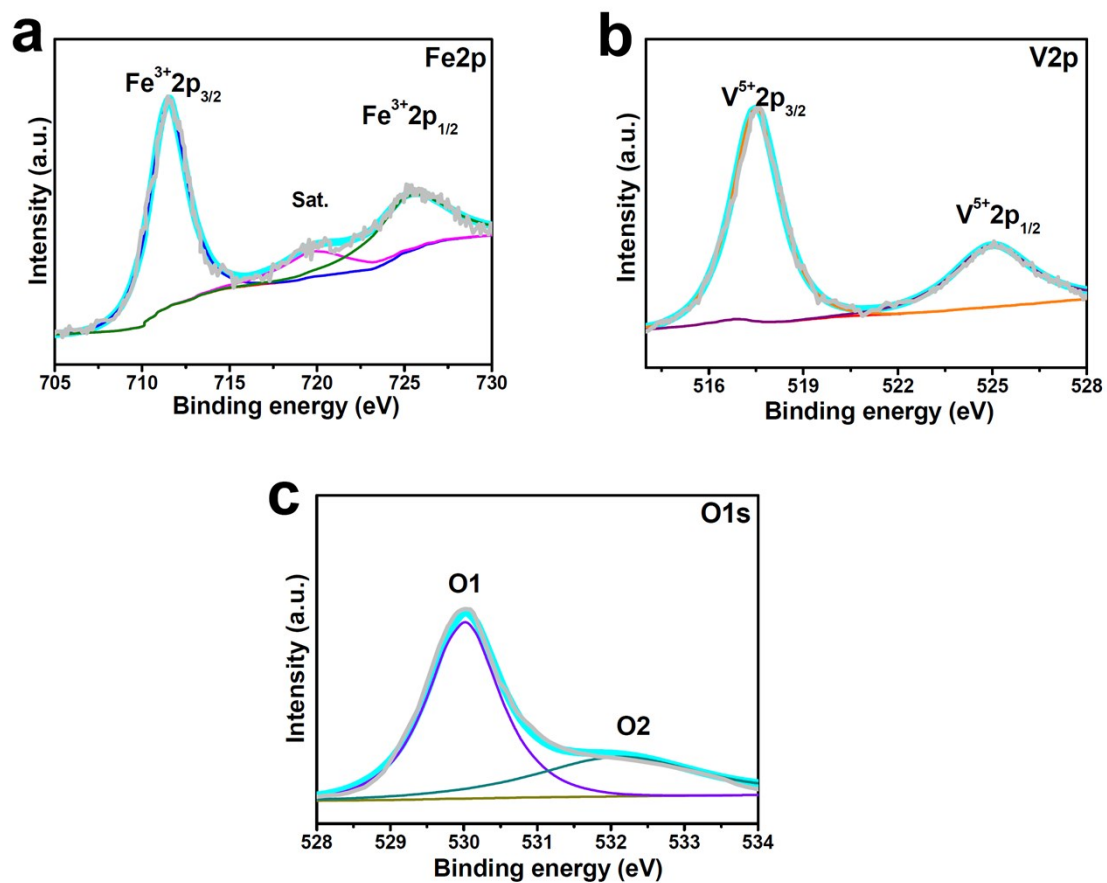 a
Fe2p
Fe³⁺2p₃/₂
Fe³⁺2p₁/₂
Sat.
Intensity (a.u.)
705 710 715 720 725 730
Binding energy (eV)
b
V2p
V⁵⁺2p₃/₂
V⁵⁺2p₁/₂
Intensity (a.u.)
516 519 522 525 528
Binding energy (eV)
c
O1s
O1
O2
Intensity (a.u.)
528 529 530 531 532 533 534
Binding energy (eV)